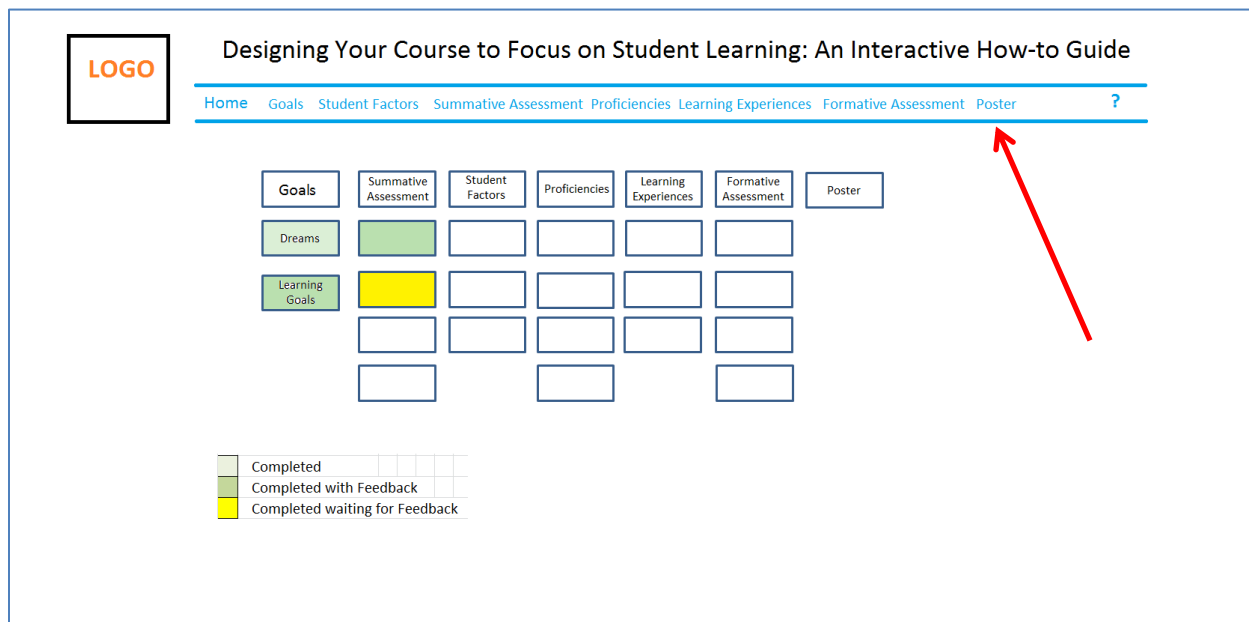 LOGO
Designing Your Course to Focus on Student Learning: An Interactive How-to Guide
Home Goals Student Factors Summative Assessment Proficiencies Learning Experiences Formative Assessment Poster ?
Goals
Summative
Assessment
Student
Factors
Proficiencies
Learning
Experiences
Formative
Assessment
Poster
Dreams
Learning
Goals
Completed
Completed with Feedback
Completed waiting for Feedback